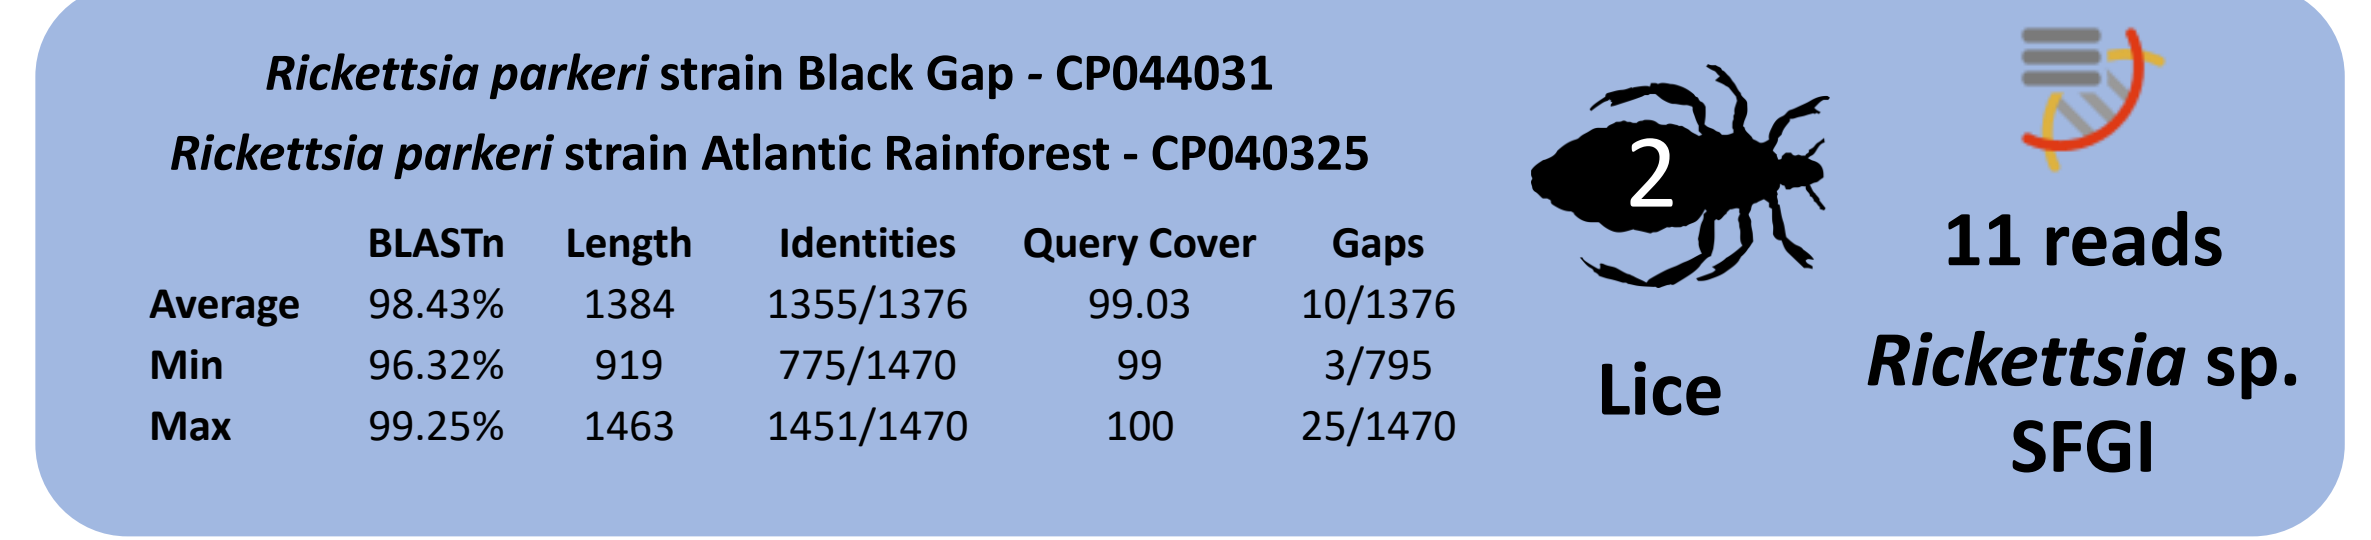 Rickettsia parkeri strain Black Gap - CP044031
Rickettsia parkeri strain Atlantic Rainforest - CP040325
BLASTn Length Identities Query Cover Gaps
Average 98.43% 1384 1355/1376 99.03 10/1376
Min 96.32% 919 775/1470 99 3/795
Max 99.25% 1463 1451/1470 100 25/1470
2
Lice
11 reads
Rickettsia sp.
SFGI